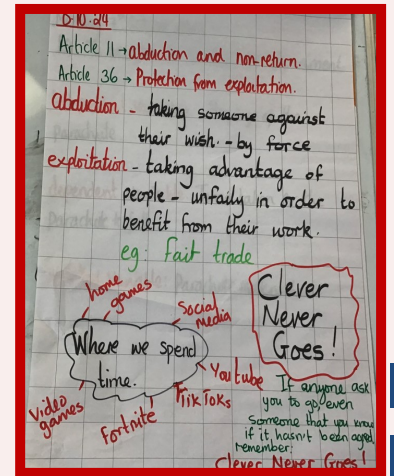 D:10.24
Article 11 → abduction and non-return.
Article 36 → Protection from exploitation.
abduction - taking someone against
their wish. - by force
exploitation - taking advantage of
people - unfaily in order to
benefit from their work.
eg: fait trade
home
games
social
media
Where we spend
time.
Youtube
TikToks
Fortnite
Video
games
Clever
Never
Goes!
If anyone ask
you to go, even
someone that you know
if it hasn't been agred
remember:
Clever Never Goes!